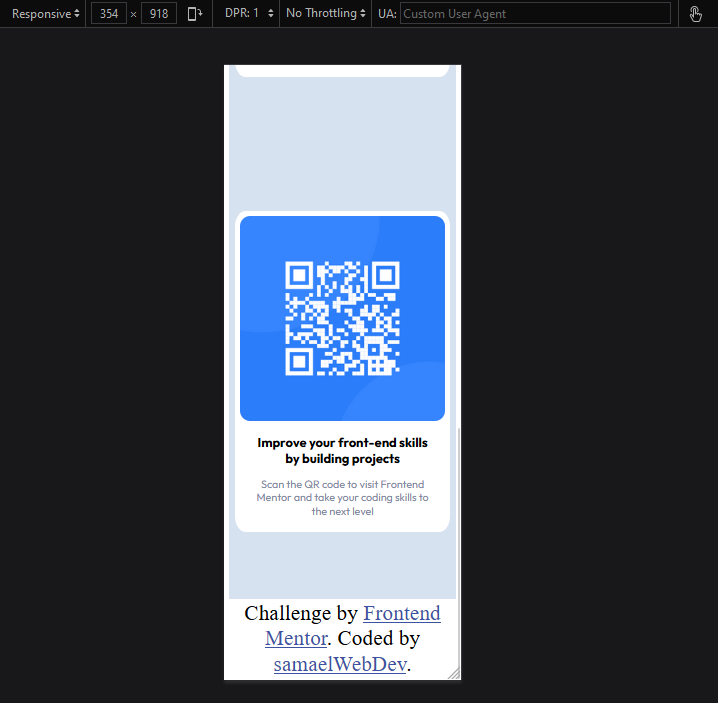 Responsive 354 × 918 DPR: 1 No Throttling UA: Custom User Agent
Improve your front-end skills
by building projects
Scan the QR code to visit Frontend
Mentor and take your coding skills to
the next level
Challenge by Frontend
Mentor. Coded by
samaelWebDev.